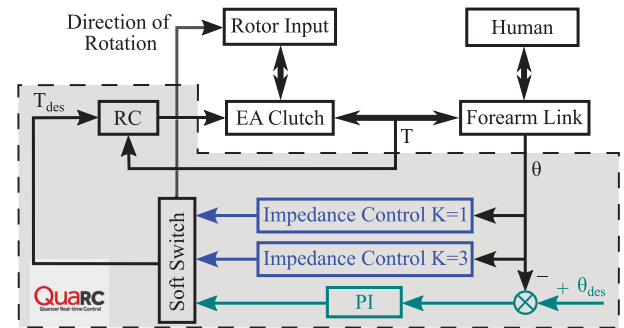 Direction of
Rotation
Rotor Input
Human
T_des
RC
EA Clutch
T
Forearm Link
θ
Soft Switch
Impedance Control K=1
Impedance Control K=3
PI
−
+ θ_des
QuaRC
Quanser Real-time Control